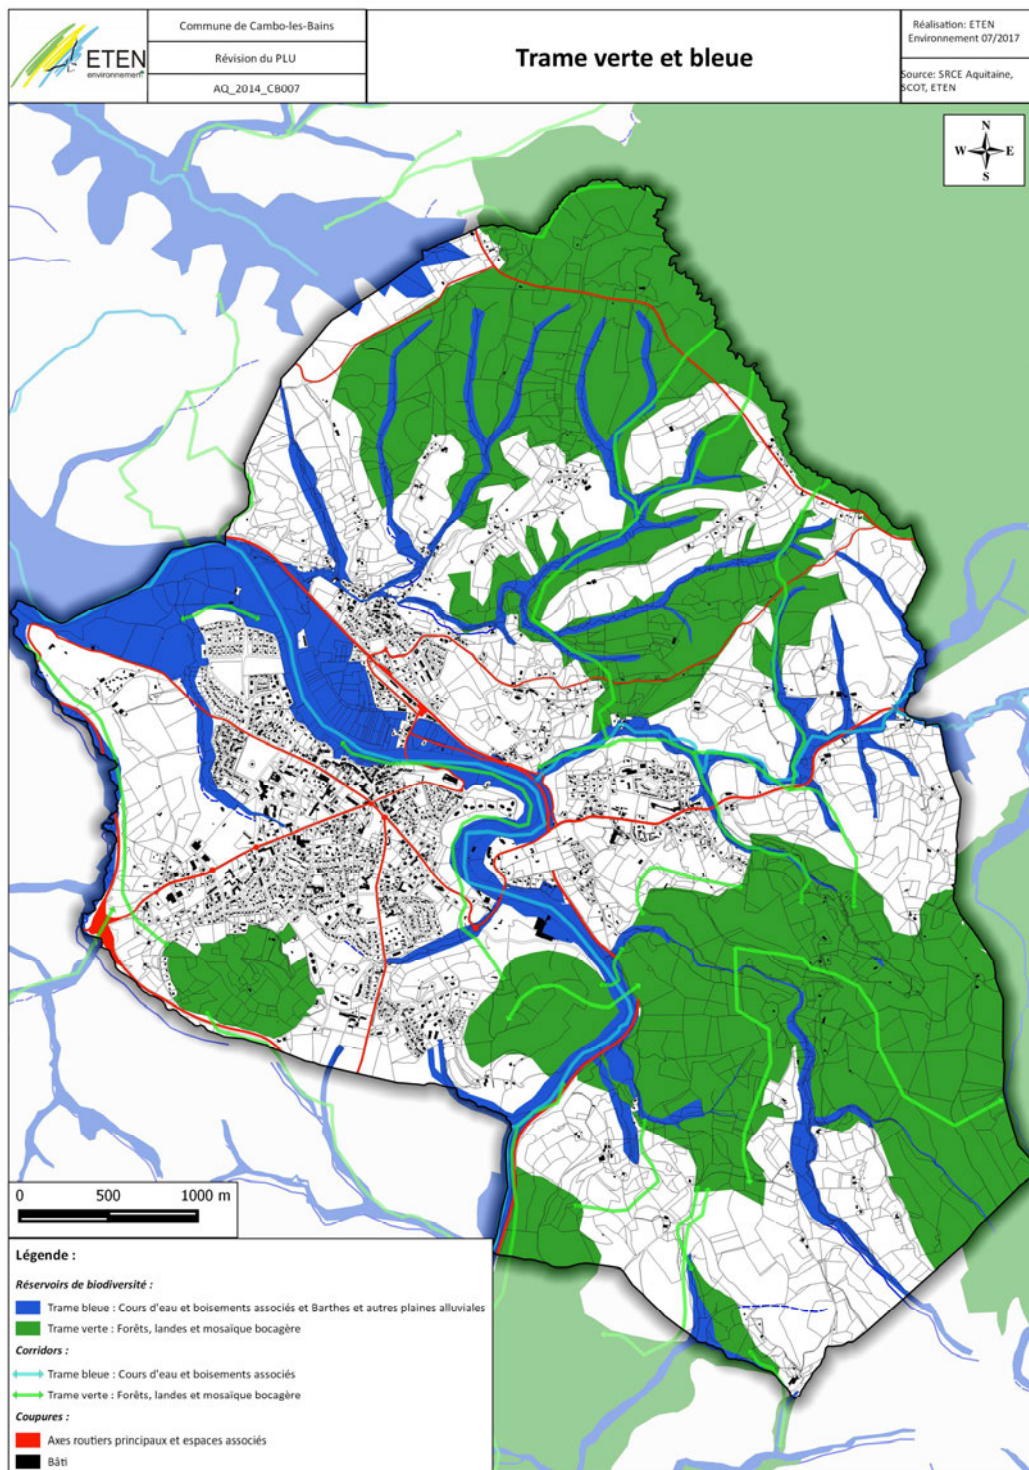 ETEN
environnement
Commune de Cambo-les-Bains
Révision du PLU
AQ_2014_CB007
Trame verte et bleue
Réalisation: ETEN
Environnement 07/2017
Source: SRCE Aquitaine,
SCOT, ETEN
N
W E
S
0 500 1000 m
Légende :
Réservoirs de biodiversité :
Trame bleue : Cours d'eau et boisements associés et Barthes et autres plaines alluviales
Trame verte : Forêts, landes et mosaïque bocagère
Corridors :
Trame bleue : Cours d'eau et boisements associés
Trame verte : Forêts, landes et mosaïque bocagère
Coupures :
Axes routiers principaux et espaces associés
Bâti